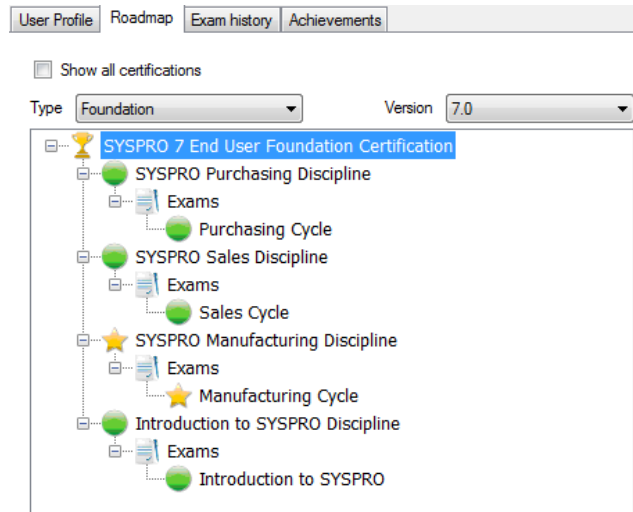 User Profile Roadmap Exam history Achievements
Show all certifications
Type Foundation Version 7.0
SYSPRO 7 End User Foundation Certification
SYSPRO Purchasing Discipline
Exams
Purchasing Cycle
SYSPRO Sales Discipline
Exams
Sales Cycle
SYSPRO Manufacturing Discipline
Exams
Manufacturing Cycle
Introduction to SYSPRO Discipline
Exams
Introduction to SYSPRO